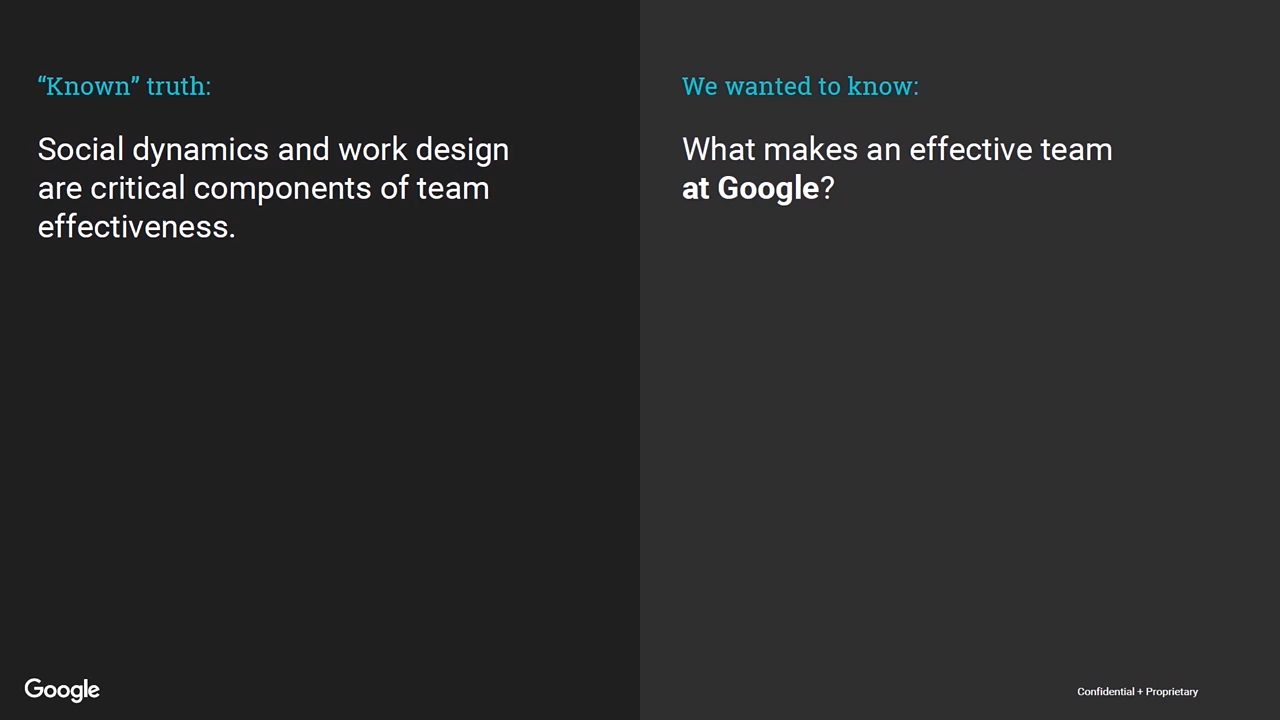 “Known” truth:
Social dynamics and work design
are critical components of team
effectiveness.
We wanted to know:
What makes an effective team
at Google?
Google
Confidential + Proprietary